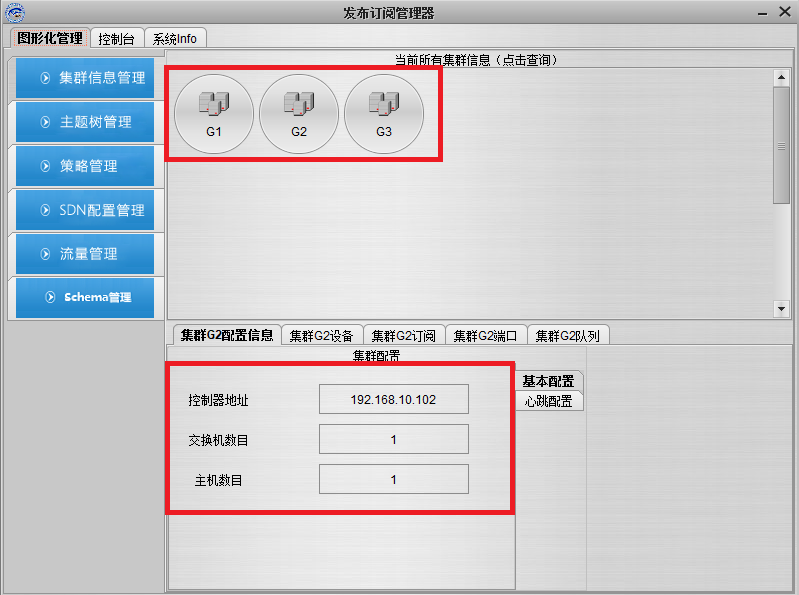 发布订阅管理器
图形化管理 控制台 系统Info
集群信息管理
主题树管理
策略管理
SDN配置管理
流量管理
Schema管理
当前所有集群信息（点击查询）
G1 G2 G3
集群G2配置信息 集群G2设备 集群G2订阅 集群G2端口 集群G2队列
集群配置
控制器地址 192.168.10.102
交换机数目 1
主机数目 1
基本配置
心跳配置